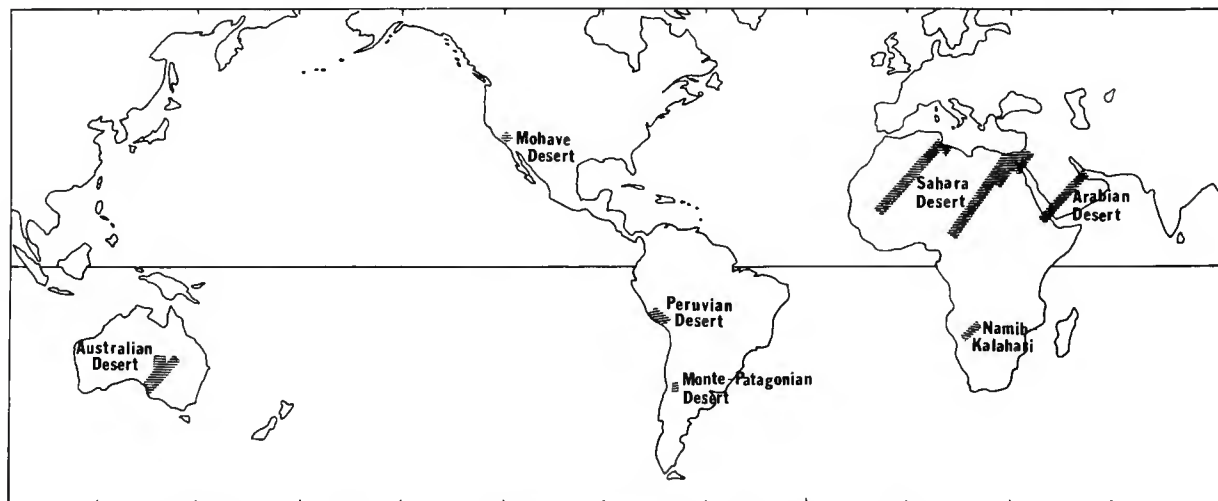 Mohave
Desert
Sahara
Desert
Arabian
Desert
Peruvian
Desert
Namib
Kalahari
Australian
Desert
Monte-Patagonian
Desert